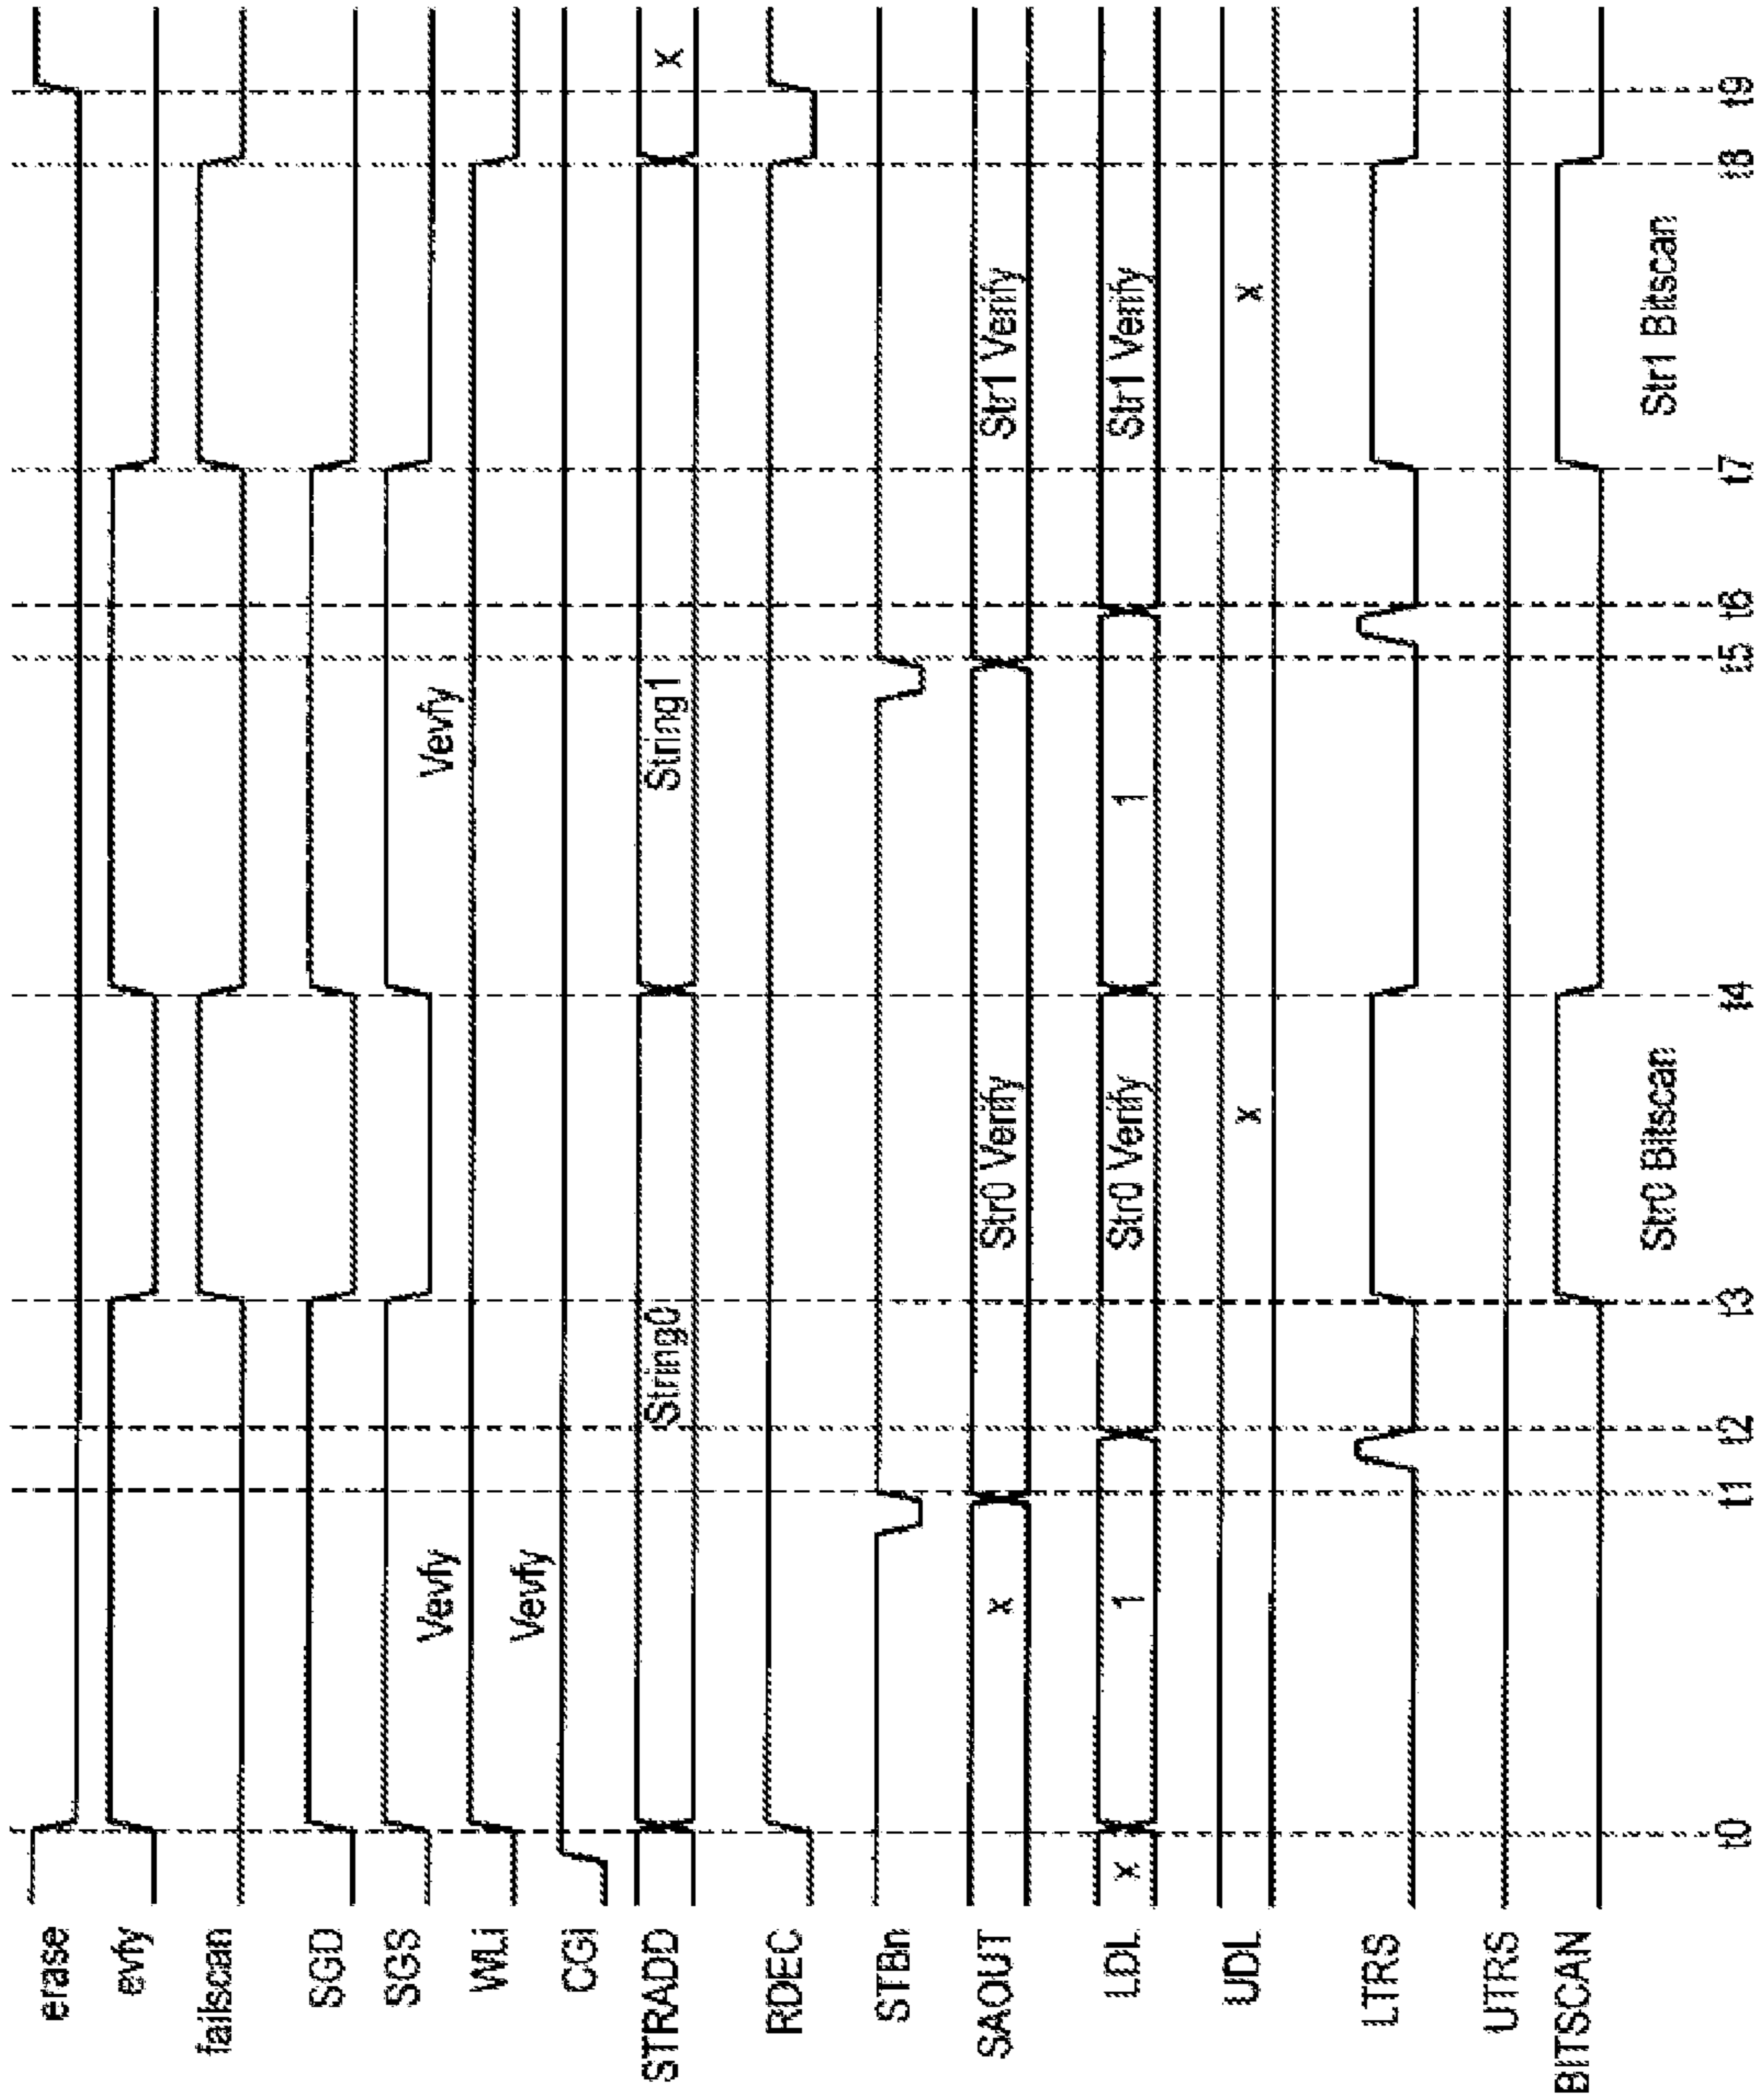 erase
evfy
failscan
SGD
SGS
Vevfy
Vevfy
WLi
Vevfy
CGi
STRADD
String0
String1
x
RDEC
STBn
SAOUT
x
Str0 Verify
Str1 Verify
LDL
x
1
Str0 Verify
1
Str1 Verify
UDL
x
x
LTRS
UTRS
BITSCAN
Str0 Bitscan
Str1 Bitscan
t0 t1 t2 t3 t4 t5 t6 t7 t8 t9